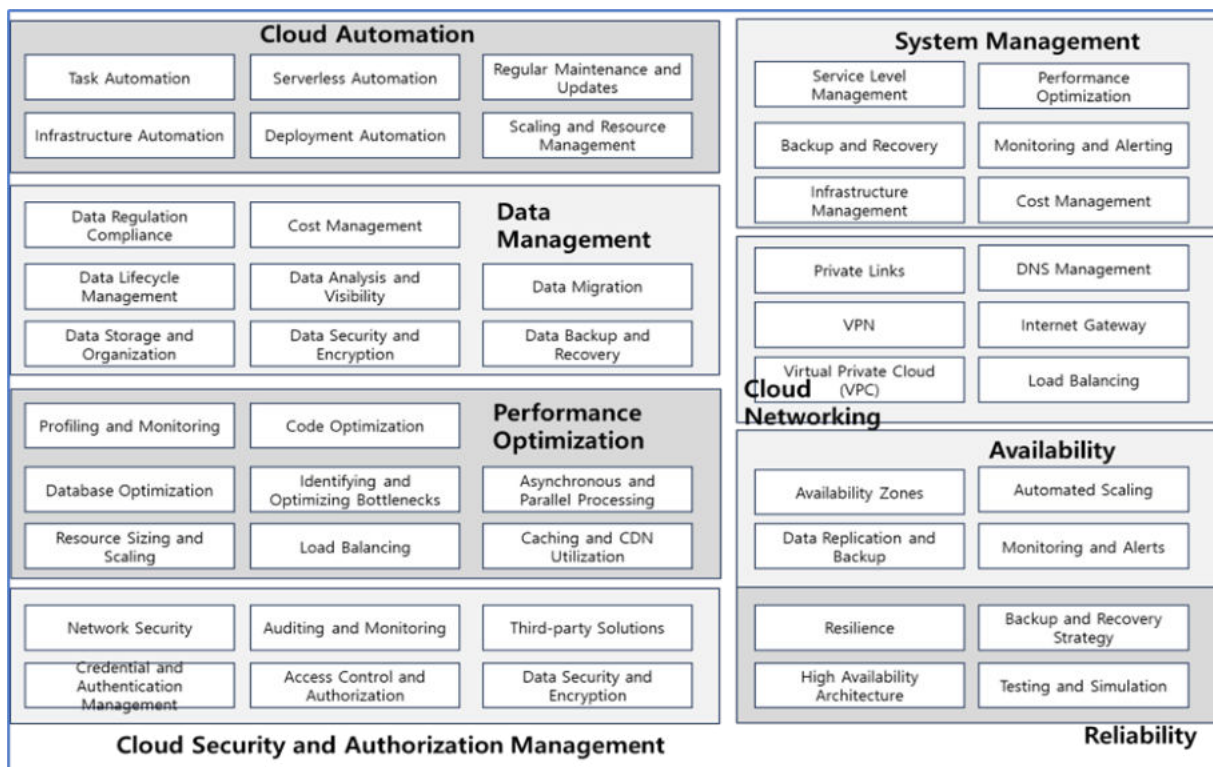 Cloud Automation
Task Automation
Serverless Automation
Regular Maintenance and
Updates
Infrastructure Automation
Deployment Automation
Scaling and Resource
Management
Data
Management
Data Regulation
Compliance
Cost Management
Data Lifecycle
Management
Data Analysis and
Visibility
Data Migration
Data Storage and
Organization
Data Security and
Encryption
Data Backup and
Recovery
Performance
Optimization
Profiling and Monitoring
Code Optimization
Database Optimization
Identifying and
Optimizing Bottlenecks
Asynchronous and
Parallel Processing
Resource Sizing and
Scaling
Load Balancing
Caching and CDN
Utilization
Network Security
Auditing and Monitoring
Third-party Solutions
Credential and
Authentication
Management
Access Control and
Authorization
Data Security and
Encryption
Cloud Security and Authorization Management
System Management
Service Level
Management
Performance
Optimization
Backup and Recovery
Monitoring and Alerting
Infrastructure
Management
Cost Management
Private Links
DNS Management
VPN
Internet Gateway
Virtual Private Cloud
(VPC)
Load Balancing
Cloud
Networking
Availability
Availability Zones
Automated Scaling
Data Replication and
Backup
Monitoring and Alerts
Resilience
Backup and Recovery
Strategy
High Availability
Architecture
Testing and Simulation
Reliability